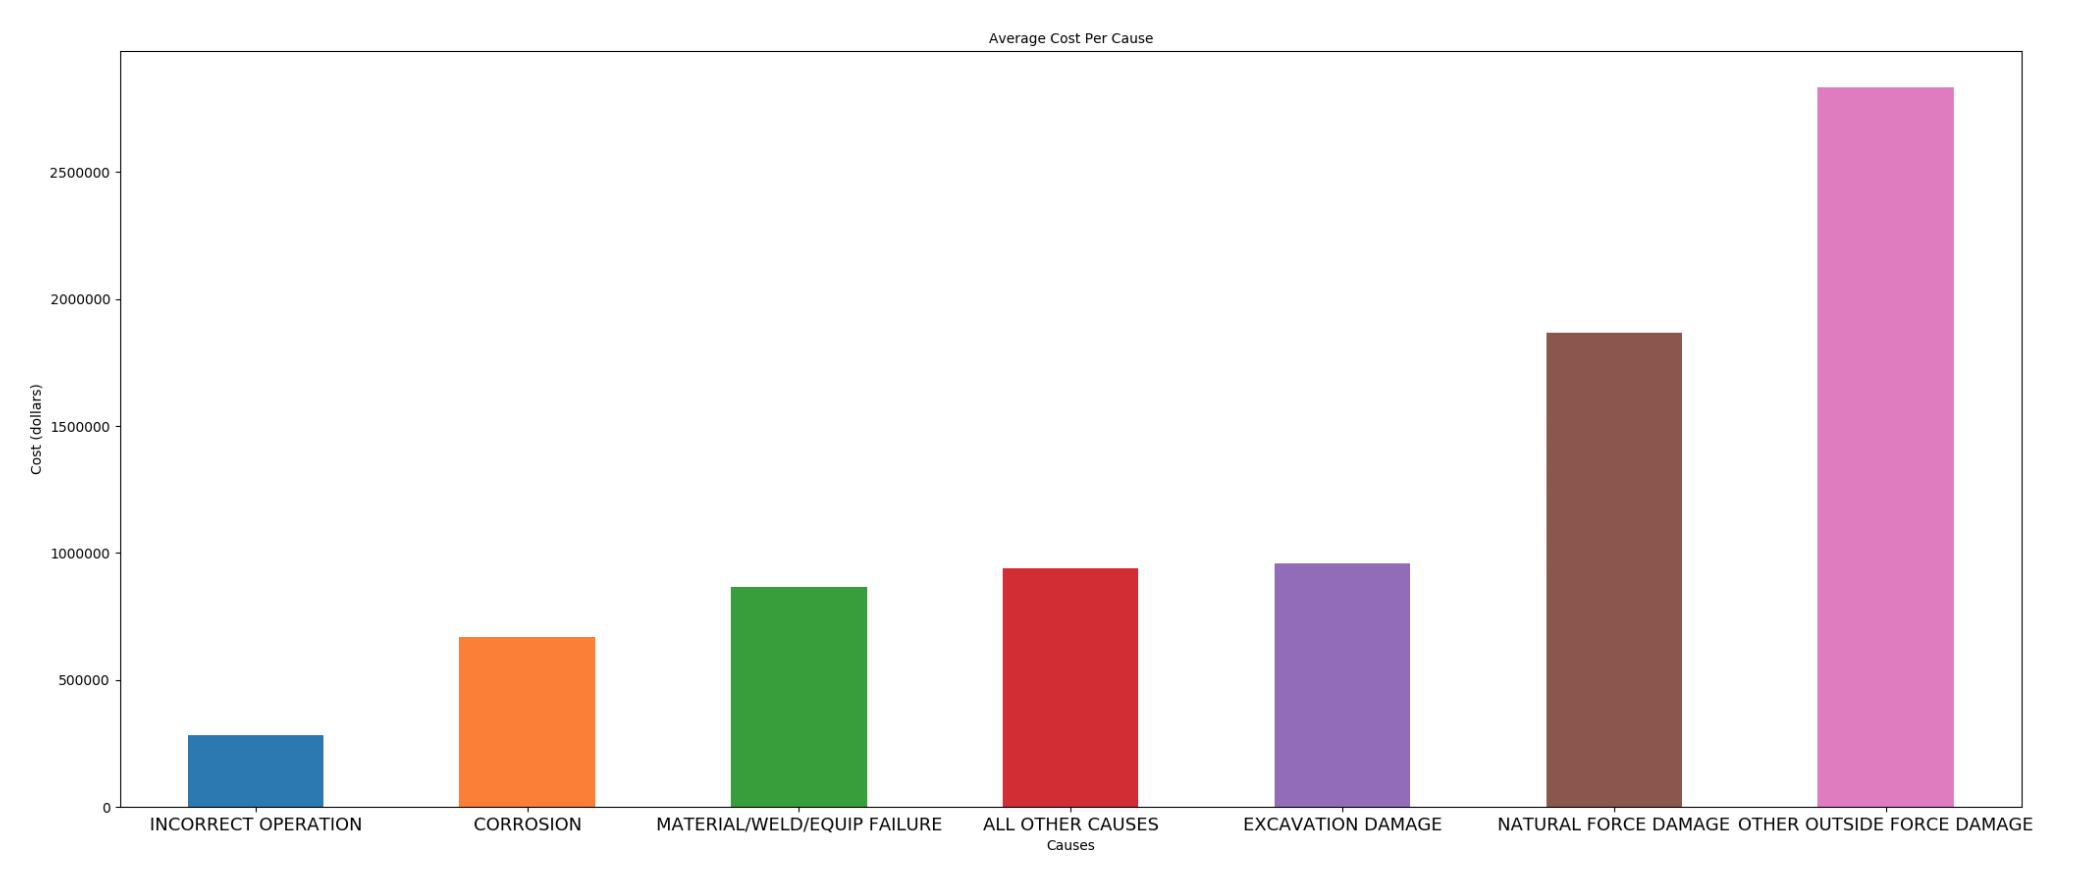 Average Cost Per Cause
Cost (dollars)
2500000
2000000
1500000
1000000
500000
0
INCORRECT OPERATION CORROSION MATERIAL/WELD/EQUIP FAILURE ALL OTHER CAUSES EXCAVATION DAMAGE NATURAL FORCE DAMAGE OTHER OUTSIDE FORCE DAMAGE
Causes